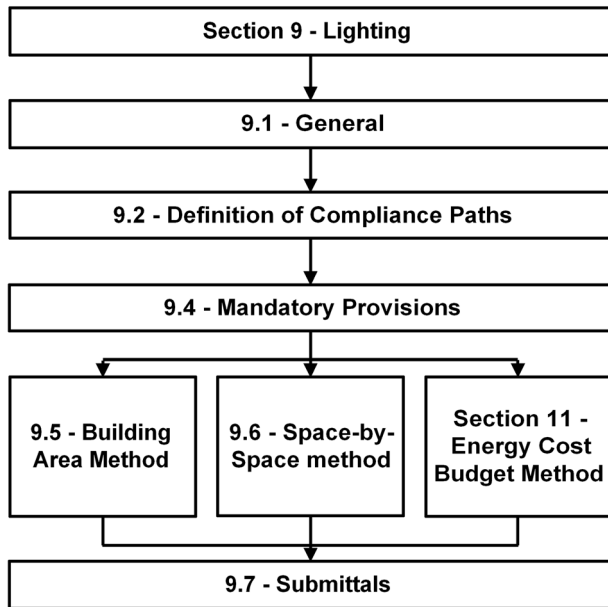 Section 9 - Lighting
9.1 - General
9.2 - Definition of Compliance Paths
9.4 - Mandatory Provisions
9.5 - Building
Area Method
9.6 - Space-by-
Space method
Section 11 -
Energy Cost
Budget Method
9.7 - Submittals